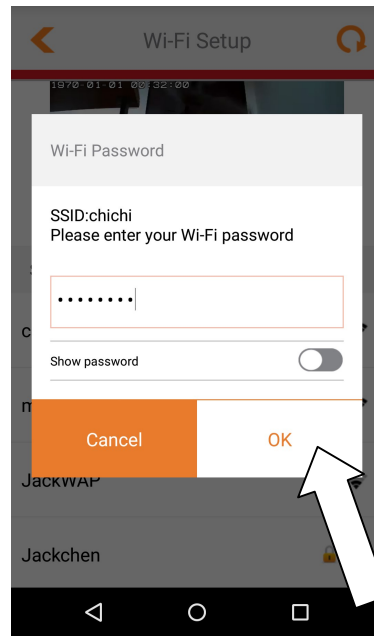 Wi-Fi Setup
1970-01-01 00:32:00
Wi-Fi Password
SSID:chichi
Please enter your Wi-Fi password
••••••••
Show password
Cancel
OK
JackWAP
Jackchen